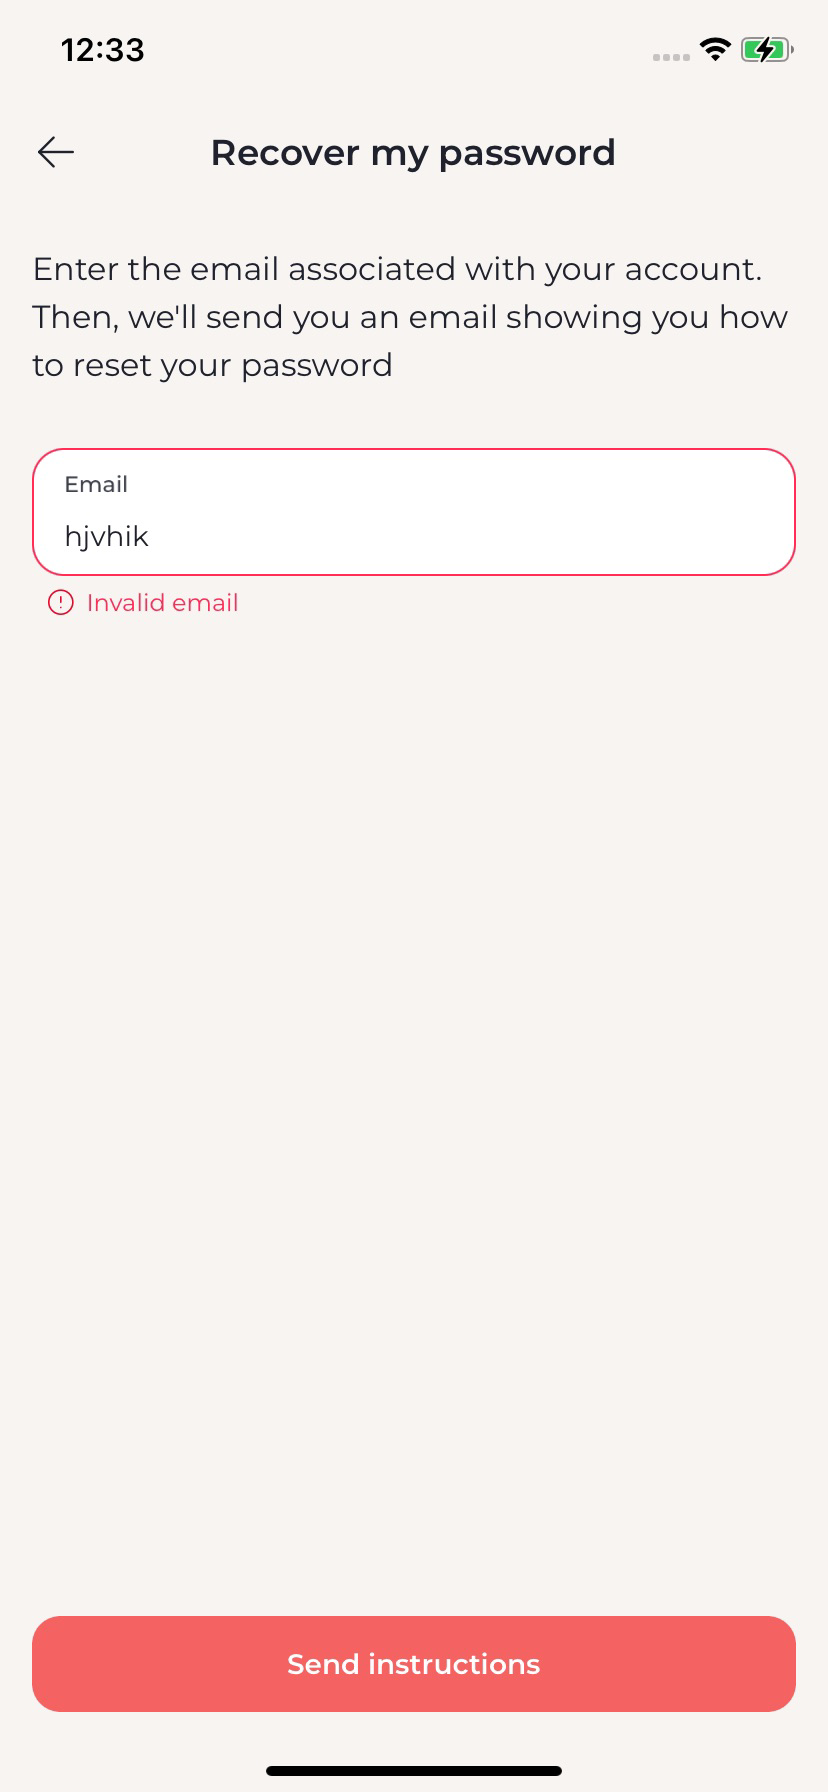 12:33
Recover my password
Enter the email associated with your account.
Then, we'll send you an email showing you how
to reset your password
Email
hjvhik
Invalid email
Send instructions